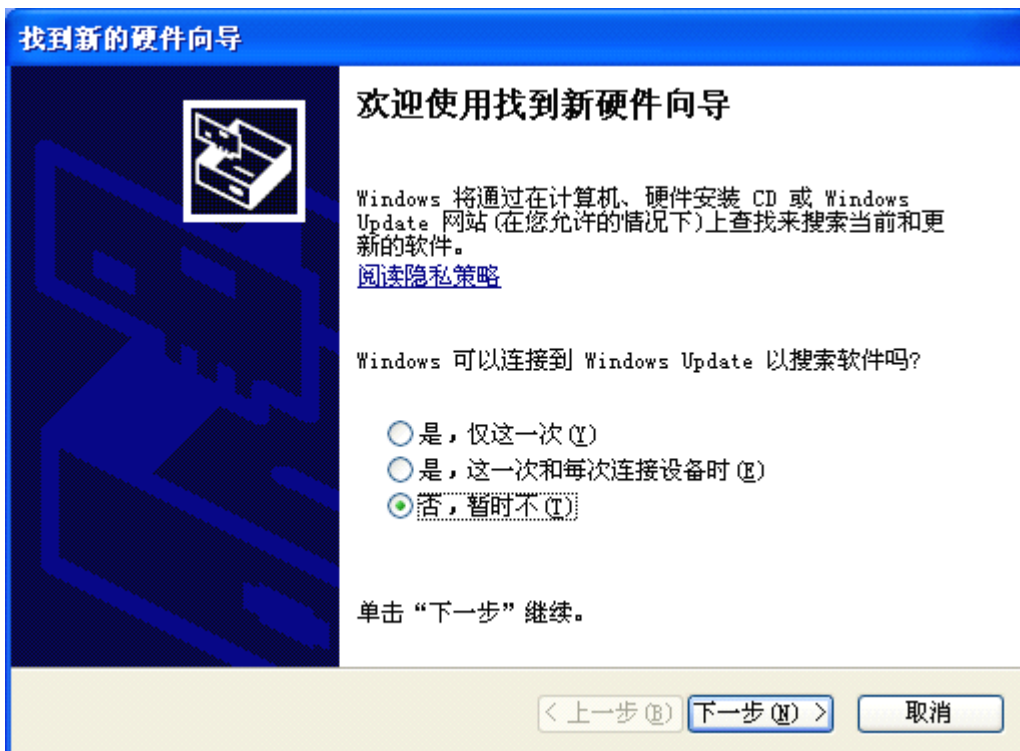 找到新的硬件向导
欢迎使用找到新硬件向导
Windows 将通过在计算机、硬件安装 CD 或 Windows
Update 网站(在您允许的情况下)上查找来搜索当前和更
新的软件。
阅读隐私策略
Windows 可以连接到 Windows Update 以搜索软件吗?
是，仅这一次(Y)
是，这一次和每次连接设备时(E)
否，暂时不(T)
单击“下一步”继续。
< 上一步(B) 下一步(N) > 取消